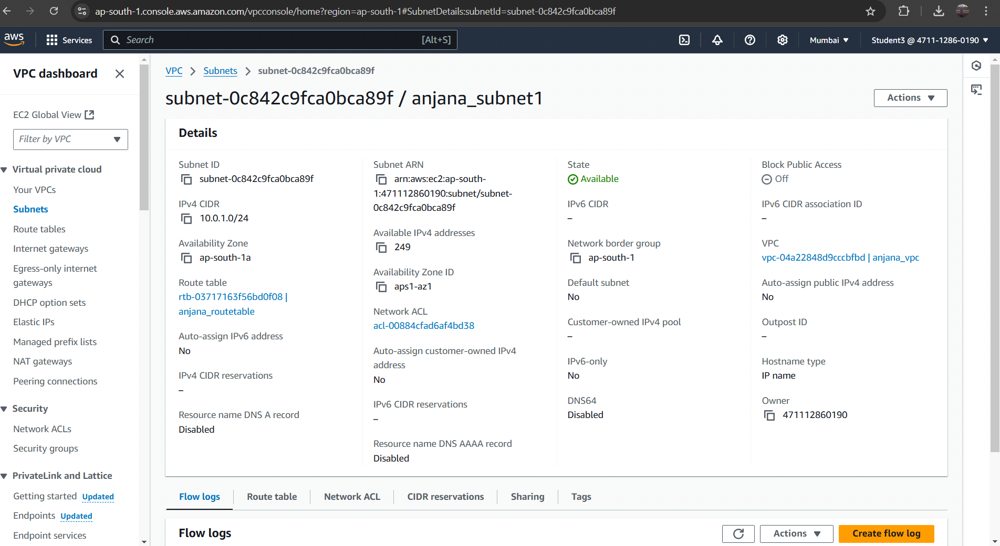 ap-south-1.console.aws.amazon.com/vpcconsole/home?region=ap-south-1#SubnetDetails:subnetId=subnet-0c842c9fca0bca89f
aws
Services
Search
[Alt+S]
Mumbai
Student3 @ 4711-1286-0190
VPC dashboard
EC2 Global View
Filter by VPC
Virtual private cloud
Your VPCs
Subnets
Route tables
Internet gateways
Egress-only internet
gateways
DHCP option sets
Elastic IPs
Managed prefix lists
NAT gateways
Peering connections
Security
Network ACLs
Security groups
PrivateLink and Lattice
Getting started Updated
Endpoints Updated
Endpoint services
VPC
Subnets
subnet-0c842c9fca0bca89f
subnet-0c842c9fca0bca89f / anjana_subnet1
Actions
Details
Subnet ID
subnet-0c842c9fca0bca89f
IPv4 CIDR
10.0.1.0/24
Availability Zone
ap-south-1a
Route table
rtb-03717163f56bd0f08 |
anjana_routetable
Auto-assign IPv6 address
No
IPv4 CIDR reservations
–
Resource name DNS A record
Disabled
Subnet ARN
arn:aws:ec2:ap-south-
1:471112860190:subnet/subnet-
0c842c9fca0bca89f
Available IPv4 addresses
249
Availability Zone ID
aps1-az1
Network ACL
acl-00884cfad6af4bd38
Auto-assign customer-owned IPv4
address
No
IPv6 CIDR reservations
–
Resource name DNS AAAA record
Disabled
State
Available
IPv6 CIDR
–
Network border group
ap-south-1
Default subnet
No
Customer-owned IPv4 pool
–
IPv6-only
No
DNS64
Disabled
Block Public Access
Off
IPv6 CIDR association ID
–
VPC
vpc-04a22848d9cccbfbd | anjana_vpc
Auto-assign public IPv4 address
No
Outpost ID
–
Hostname type
IP name
Owner
471112860190
Flow logs
Route table
Network ACL
CIDR reservations
Sharing
Tags
Flow logs
Actions
Create flow log